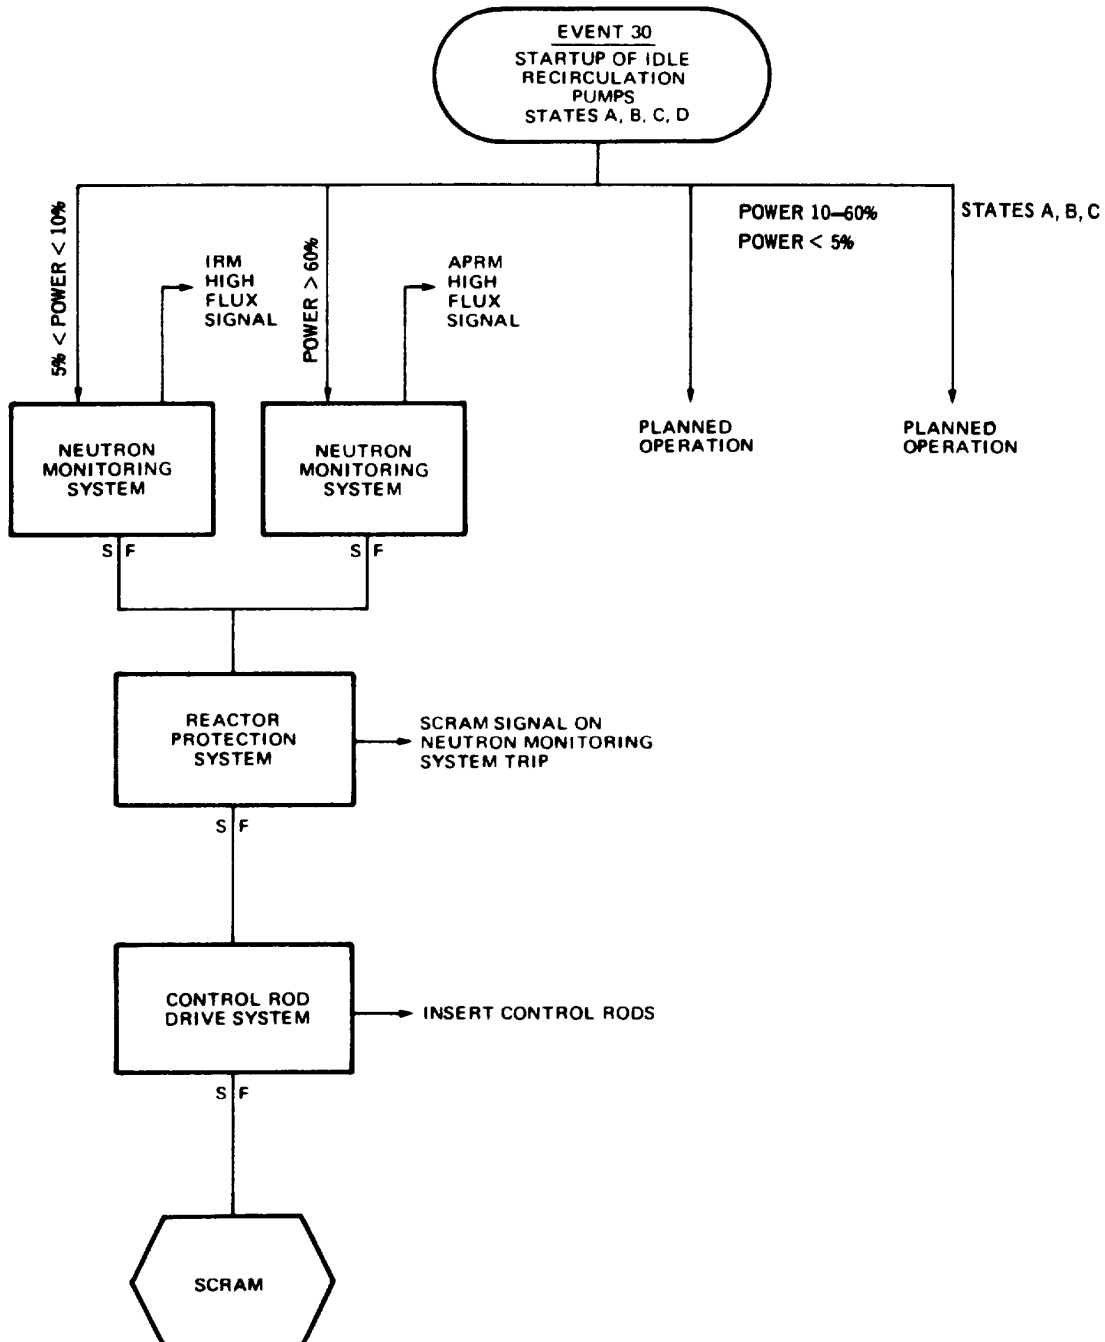 EVENT 30
STARTUP OF IDLE
RECIRCULATION
PUMPS
STATES A, B, C, D
5% < POWER < 10%
IRM
HIGH
FLUX
SIGNAL
POWER > 60%
APRM
HIGH
FLUX
SIGNAL
POWER 10–60%
POWER < 5%
STATES A, B, C
NEUTRON
MONITORING
SYSTEM
NEUTRON
MONITORING
SYSTEM
PLANNED
OPERATION
PLANNED
OPERATION
S F
S F
REACTOR
PROTECTION
SYSTEM
SCRAM SIGNAL ON
NEUTRON MONITORING
SYSTEM TRIP
S F
CONTROL ROD
DRIVE SYSTEM
INSERT CONTROL RODS
S F
SCRAM